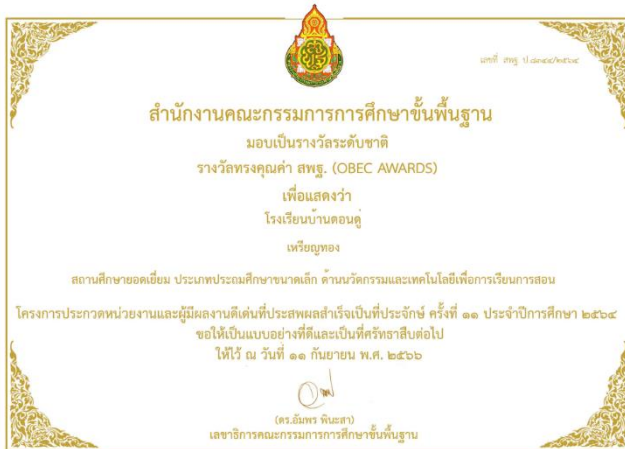 เลขที่ สพฐ ป.
สำนักงานคณะกรรมการการศึกษาขั้นพื้นฐาน
มอบเป็นรางวัลระดับชาติ
รางวัลทรงคุณค่า สพฐ. (OBEC AWARDS)
เพื่อแสดงว่า
โรงเรียนบ้านดอนดู่
เหรียญทอง
สถานศึกษายอดเยี่ยม ประเภทประถมศึกษาขนาดเล็ก ด้านนวัตกรรมและเทคโนโลยีเพื่อการเรียนการสอน
โครงการประกวดหน่วยงานและผู้มีผลงานดีเด่นที่ประสพผลสำเร็จเป็นที่ประจักษ์ ครั้งที่ ๑๑ ประจำปีการศึกษา ๒๕๖๔
ขอให้เป็นแบบอย่างที่ดีและเป็นที่ศรัทธาสืบต่อไป
ให้ไว้ ณ วันที่ ๑๑ กันยายน พ.ศ. ๒๕๖๖
(ดร.อัมพร พินะสา)
เลขาธิการคณะกรรมการการศึกษาขั้นพื้นฐาน